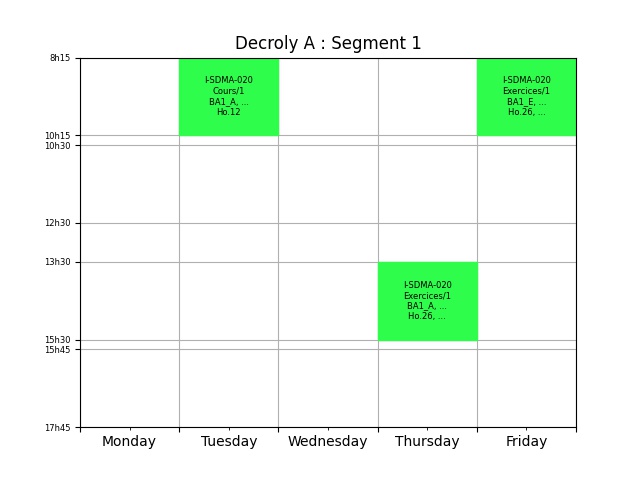 Decroly A : Segment 1
8h15
10h15
10h30
12h30
13h30
15h30
15h45
17h45
I-SDMA-020
Cours/1
BA1_A, ...
Ho.12
I-SDMA-020
Exercices/1
BA1_E, ...
Ho.26, ...
I-SDMA-020
Exercices/1
BA1_A, ...
Ho.26, ...
Monday
Tuesday
Wednesday
Thursday
Friday